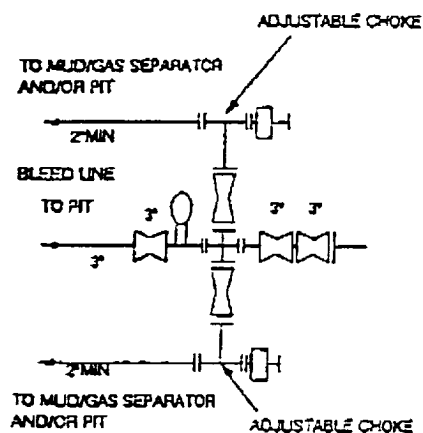 ADJUSTABLE CHOKE
TO MUD/GAS SEPARATOR
AND/OR PIT
2" MIN
BLEED LINE
TO PIT
3"
3" 3"
3"
2" MIN
TO MUD/GAS SEPARATOR
AND/OR PIT
ADJUSTABLE CHOKE